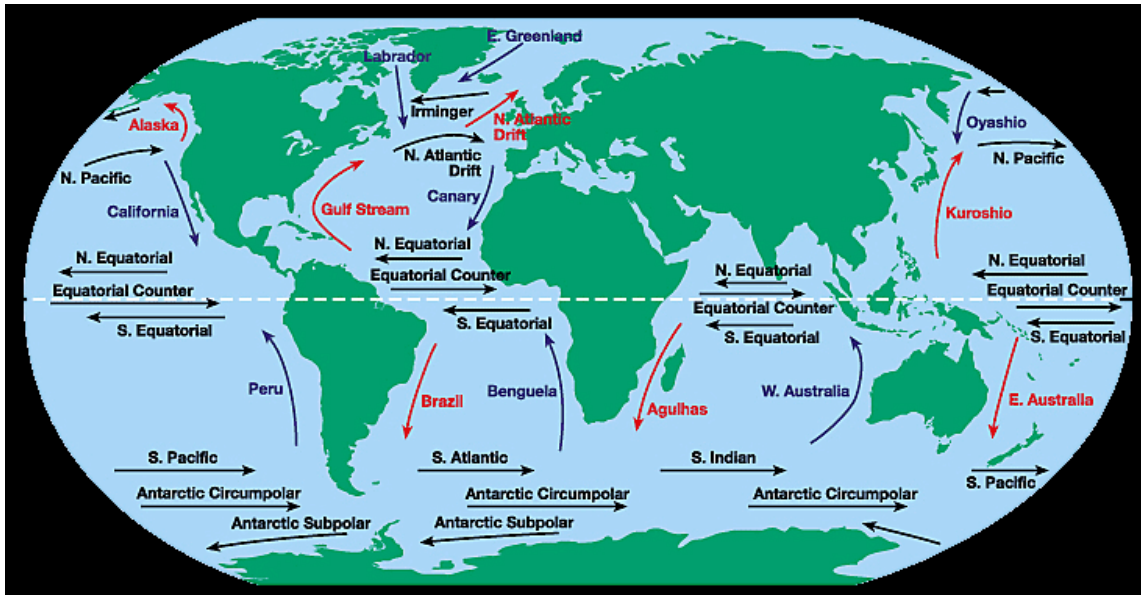 E. Greenland
Labrador
Irminger
Alaska
N. Atlantic
Drift
Oyashio
N. Pacific
N. Atlantic
Drift
N. Pacific
California
Gulf Stream
Canary
Kuroshio
N. Equatorial
N. Equatorial
N. Equatorial
N. Equatorial
Equatorial Counter
Equatorial Counter
Equatorial Counter
Equatorial Counter
S. Equatorial
S. Equatorial
S. Equatorial
S. Equatorial
Peru
Brazil
Benguela
Agulhas
W. Australia
E. Australia
S. Pacific
S. Atlantic
S. Indian
S. Pacific
Antarctic Circumpolar
Antarctic Circumpolar
Antarctic Circumpolar
Antarctic Subpolar
Antarctic Subpolar